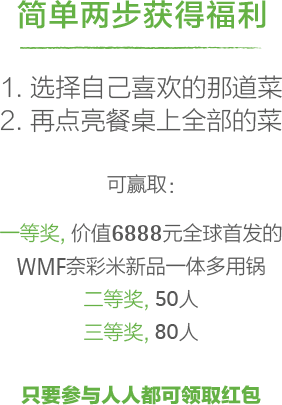 简单两步获得福利
1. 选择自己喜欢的那道菜
2. 再点亮餐桌上全部的菜
可赢取：
一等奖, 价值6888元全球首发的
WMF奈彩米新品一体多用锅
二等奖, 50人
三等奖, 80人
只要参与人人都可领取红包